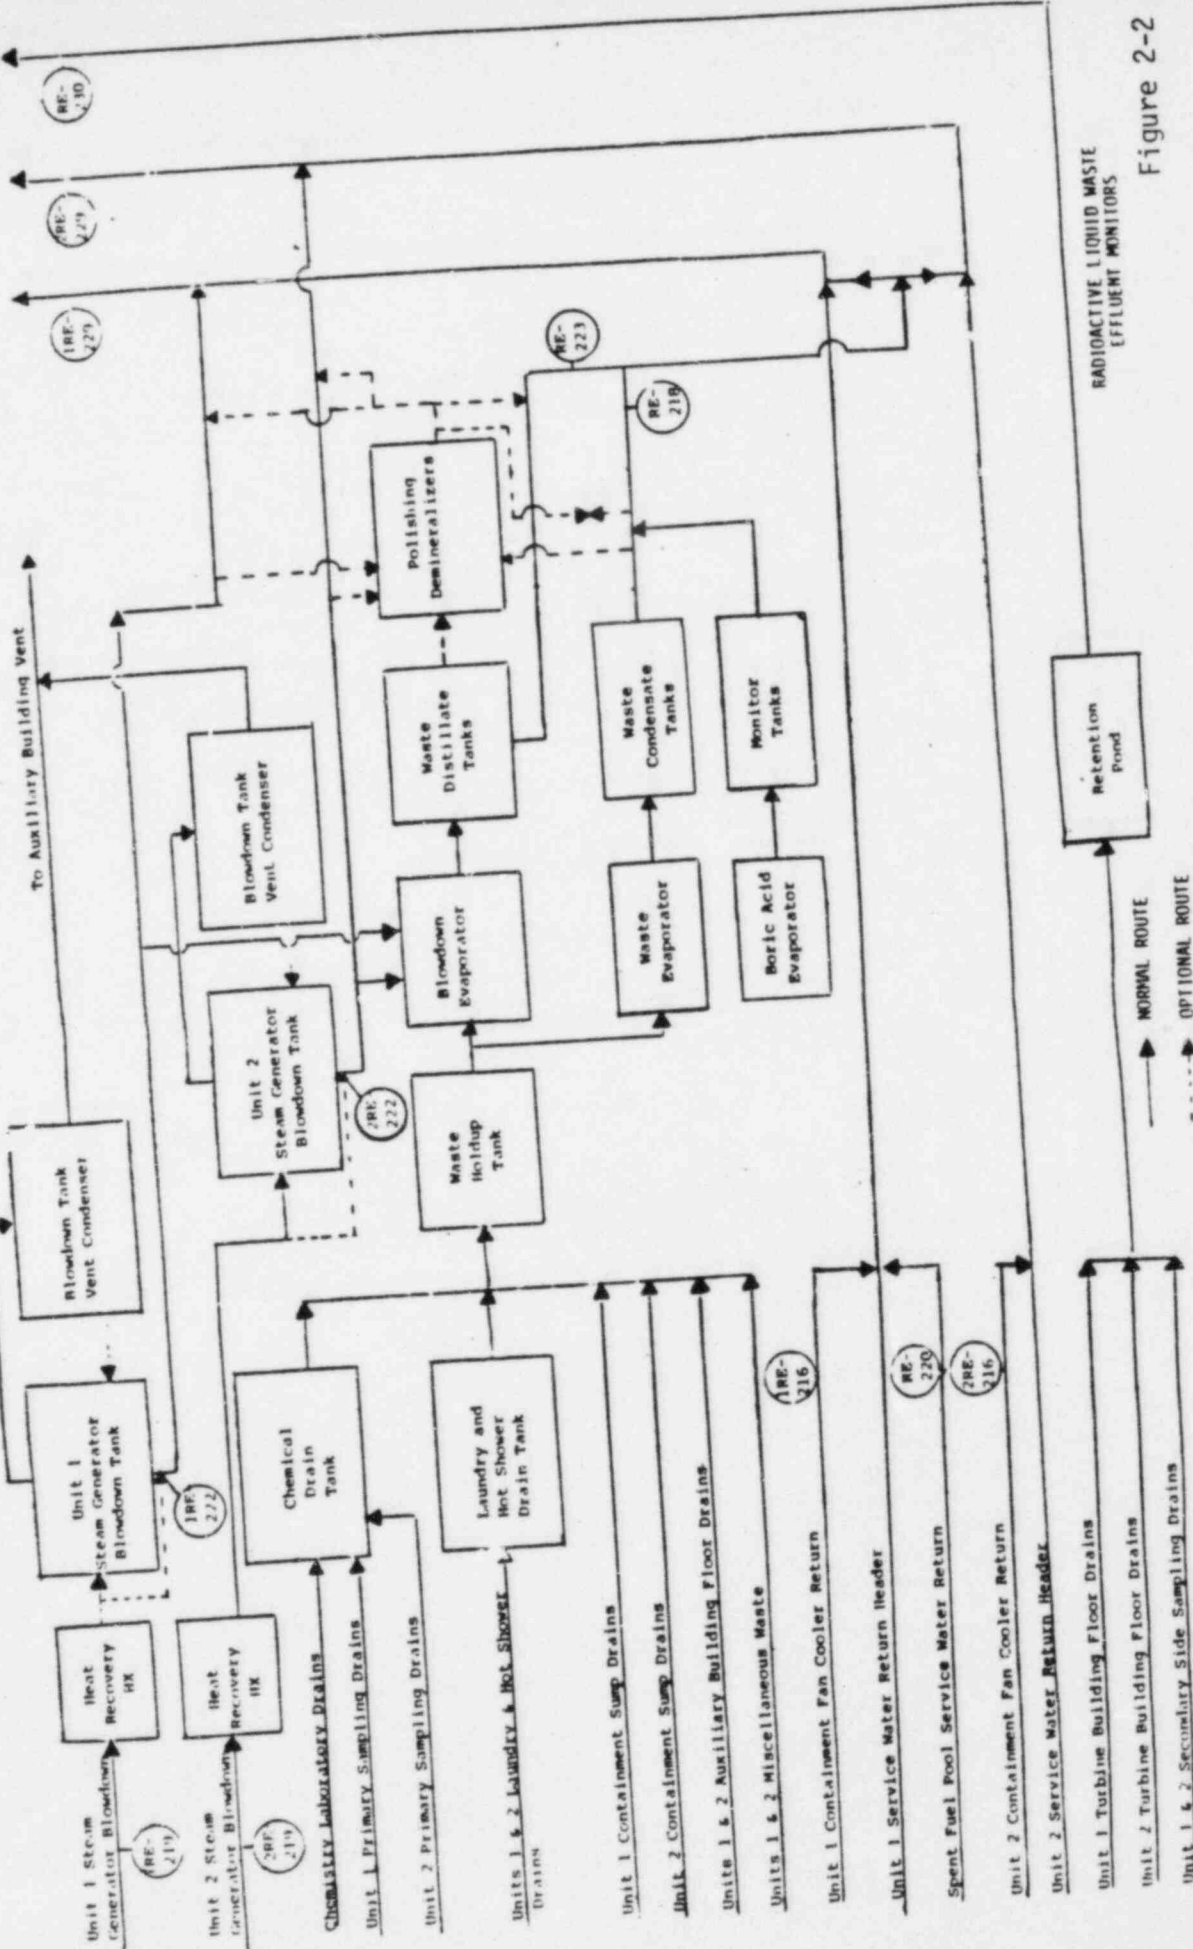 RE-
230
2RE-
229
1RE-
229
To Auxiliary Building Vent
Blowdown Tank
Vent Condenser
Unit 1
Steam Generator
Blowdown Tank
1RE
222
Heat
Recovery
HX
Unit 1 Steam
Generator Blowdown
1RE-
219
Blowdown Tank
Vent Condenser
Unit 2
Steam Generator
Blowdown Tank
2RE
222
Heat
Recovery
HX
Unit 2 Steam
Generator Blowdown
2RE
219
Polishing
Demineralizers
Waste
Distillate
Tanks
Blowdown
Evaporator
Waste
Holdup
Tank
Chemical
Drain
Tank
Laundry and
Hot Shower
Drain Tank
RE-
223
RE-
218
Waste
Condensate
Tanks
Waste
Evaporator
Monitor
Tanks
Boric Acid
Evaporator
Chemistry Laboratory Drains
Unit 1 Primary Sampling Drains
Unit 2 Primary Sampling Drains
Units 1 & 2 Laundry & Hot Shower
Drains
Unit 1 Containment Sump Drains
Unit 2 Containment Sump Drains
Units 1 & 2 Auxiliary Building Floor Drains
Units 1 & 2 Miscellaneous Waste
1RE-
216
Unit 1 Containment Fan Cooler Return
Unit 1 Service Water Return Header
RE-
220
Spent Fuel Pool Service Water Return
2RE-
216
Unit 2 Containment Fan Cooler Return
Unit 2 Service Water Return Header
Unit 1 Turbine Building Floor Drains
Unit 2 Turbine Building Floor Drains
Unit 1 & 2 Secondary Side Sampling Drains
Retention
Pond
NORMAL ROUTE
OPTIONAL ROUTE
RADIOACTIVE LIQUID WASTE
EFFLUENT MONITORS
Figure 2-2